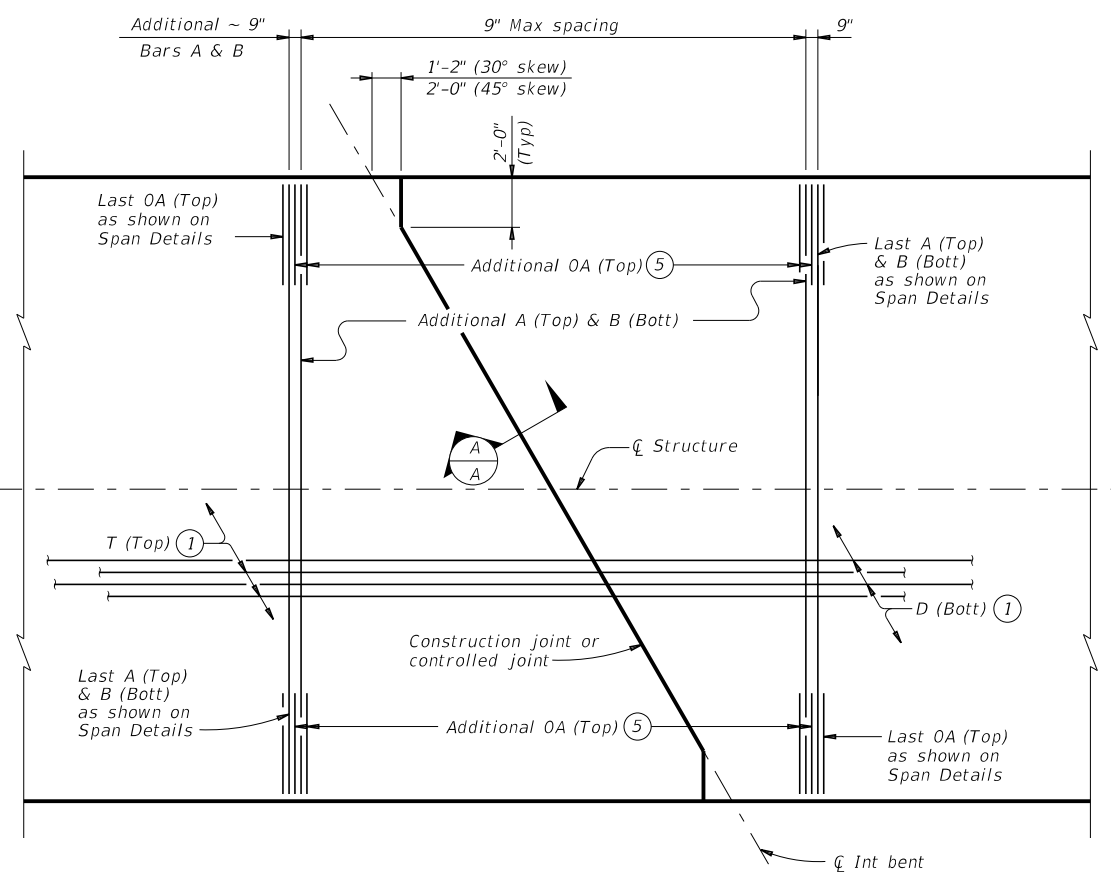 Additional ~ 9"
Bars A & B
9" Max spacing
9"
1'-2" (30° skew)
2'-0" (45° skew)
2'-0"
(Typ)
Last OA (Top)
as shown on
Span Details
Additional OA (Top) 5
Last A (Top)
& B (Bott)
as shown on
Span Details
Additional A (Top) & B (Bott)
A
A
℄ Structure
T (Top) 1
D (Bott) 1
Construction joint or
controlled joint
Last A (Top)
& B (Bott)
as shown on
Span Details
Additional OA (Top) 5
Last OA (Top)
as shown on
Span Details
℄ Int bent